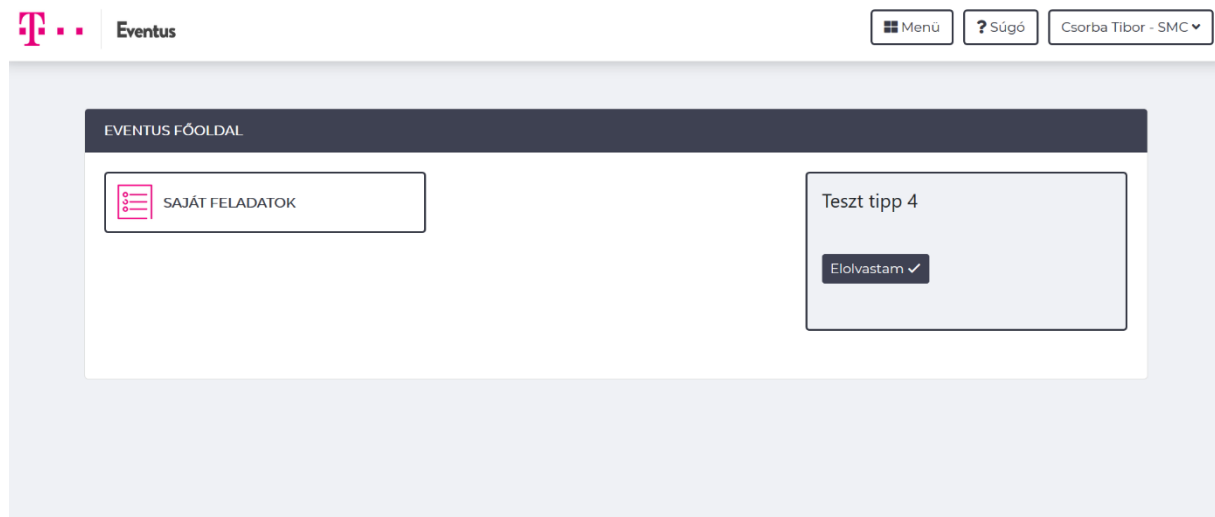 T
Eventus
Menü
? Súgó
Csorba Tibor - SMC
EVENTUS FŐOLDAL
SAJÁT FELADATOK
Teszt tipp 4
Elolvastam